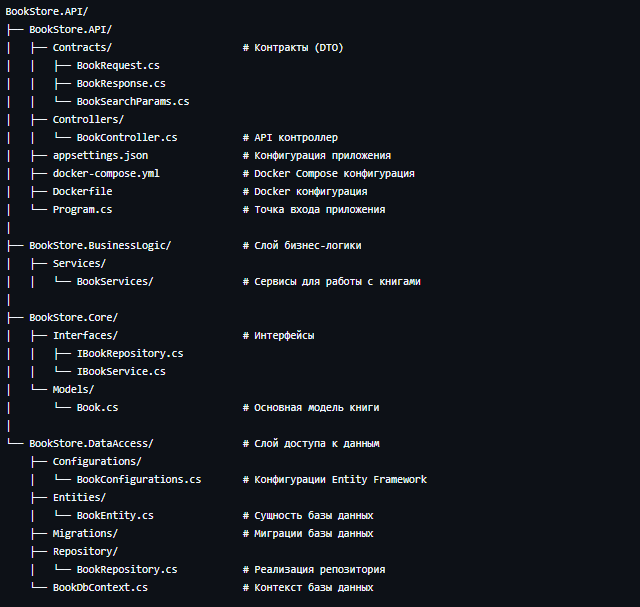 BookStore.API/
├── BookStore.API/
│   ├── Contracts/                      # Контракты (DTO)
│   │   ├── BookRequest.cs
│   │   ├── BookResponse.cs
│   │   └── BookSearchParams.cs
│   ├── Controllers/
│   │   └── BookController.cs           # API контроллер
│   ├── appsettings.json                # Конфигурация приложения
│   ├── docker-compose.yml              # Docker Compose конфигурация
│   ├── Dockerfile                      # Docker конфигурация
│   └── Program.cs                      # Точка входа приложения
│
├── BookStore.BusinessLogic/            # Слой бизнес-логики
│   ├── Services/
│   │   └── BookServices/               # Сервисы для работы с книгами
│
├── BookStore.Core/
│   ├── Interfaces/                     # Интерфейсы
│   │   ├── IBookRepository.cs
│   │   └── IBookService.cs
│   └── Models/
│       └── Book.cs                     # Основная модель книги
│
└── BookStore.DataAccess/               # Слой доступа к данным
    ├── Configurations/
    │   └── BookConfigurations.cs       # Конфигурации Entity Framework
    ├── Entities/
    │   └── BookEntity.cs               # Сущность базы данных
    ├── Migrations/                     # Миграции базы данных
    ├── Repository/
    │   └── BookRepository.cs           # Реализация репозитория
    └── BookDbContext.cs                # Контекст базы данных